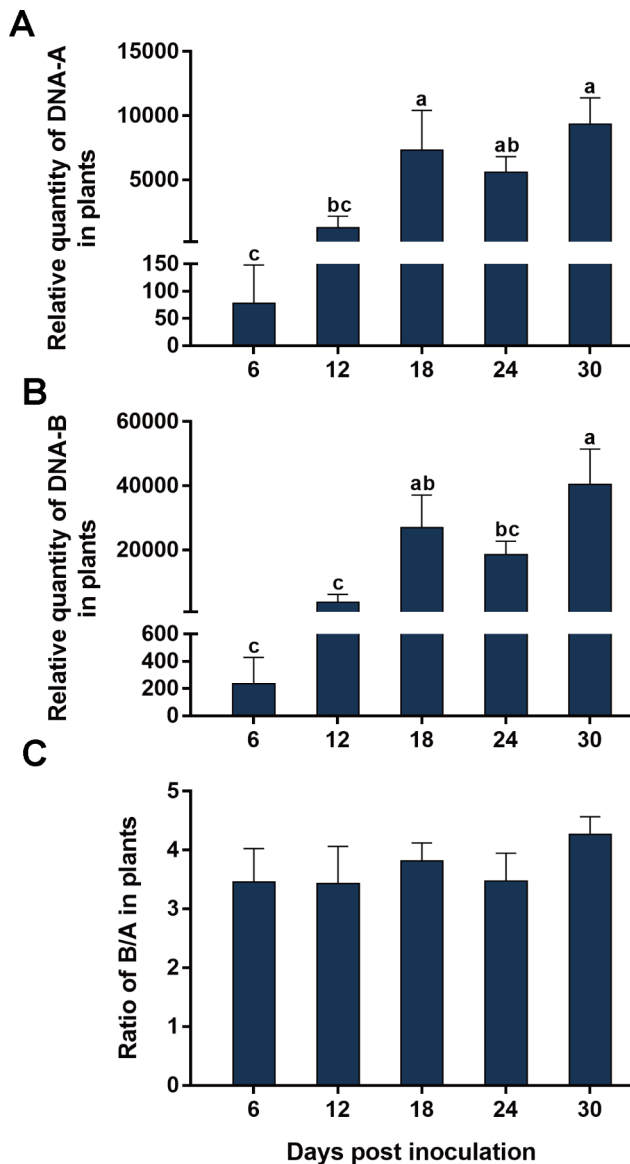 A
Relative quantity of DNA-A
in plants
15000
10000
5000
150
100
50
0
c
bc
a
ab
a
6 12 18 24 30
B
Relative quantity of DNA-B
in plants
60000
40000
20000
600
400
200
0
c
c
ab
bc
a
6 12 18 24 30
C
Ratio of B/A in plants
5
4
3
2
1
0
6 12 18 24 30
Days post inoculation